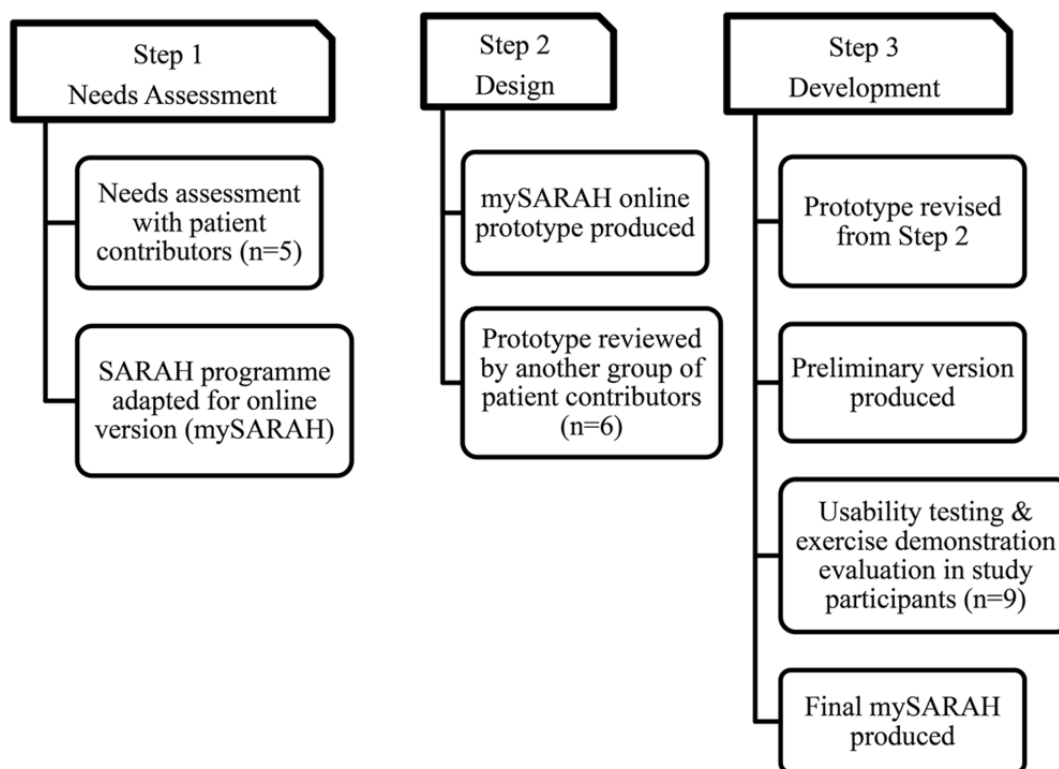 Step 1
Needs Assessment
Needs assessment
with patient
contributors (n=5)
SARAH programme
adapted for online
version (mySARAH)
Step 2
Design
mySARAH online
prototype produced
Prototype reviewed
by another group of
patient contributors
(n=6)
Step 3
Development
Prototype revised
from Step 2
Preliminary version
produced
Usability testing &
exercise demonstration
evaluation in study
participants (n=9)
Final mySARAH
produced